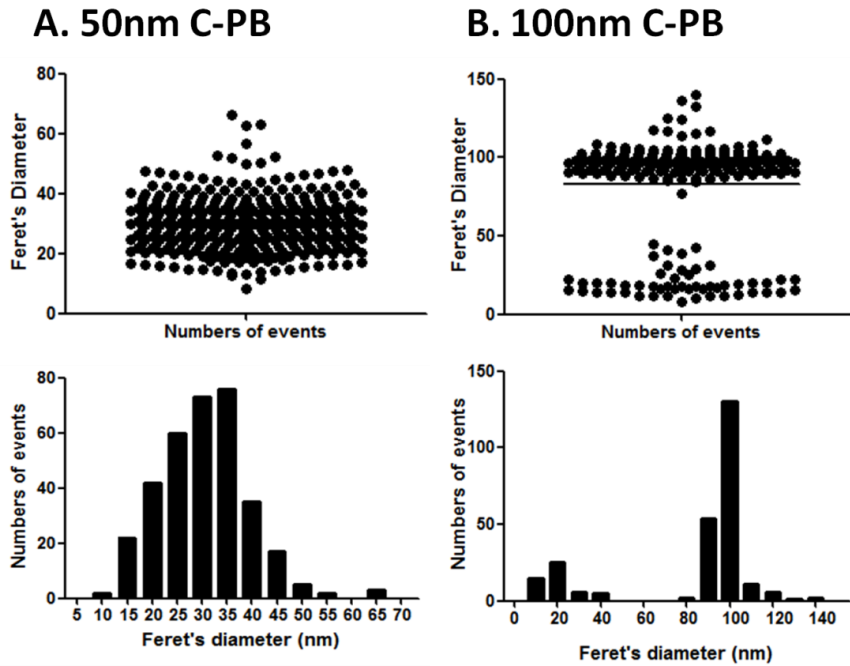 A. 50nm C-PB
B. 100nm C-PB
Feret's Diameter
80
60
40
20
0
Numbers of events
Feret's Diameter
150
100
50
0
Numbers of events
Numbers of events
80
60
40
20
0
5 10 15 20 25 30 35 40 45 50 55 60 65 70
Feret's diameter (nm)
Numbers of events
150
100
50
0
0 20 40 60 80 100 120 140
Feret's diameter (nm)